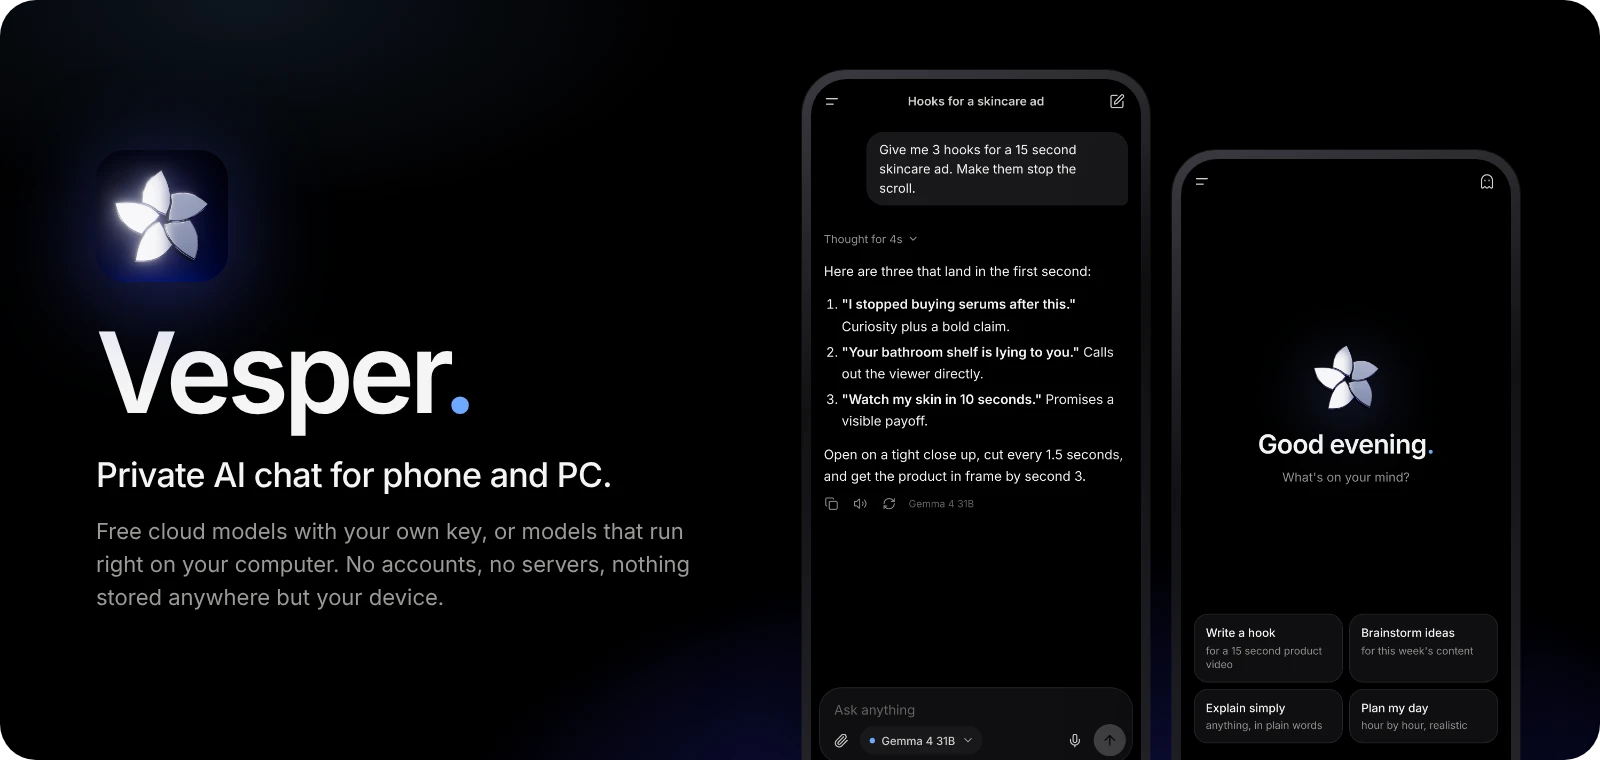 Vesper.
Private AI chat for phone and PC.
Free cloud models with your own key, or models that run
right on your computer. No accounts, no servers, nothing
stored anywhere but your device.
Hooks for a skincare ad
Give me 3 hooks for a 15 second
skincare ad. Make them stop the
scroll.
Thought for 4s
Here are three that land in the first second:
1. "I stopped buying serums after this."
Curiosity plus a bold claim.
2. "Your bathroom shelf is lying to you." Calls
out the viewer directly.
3. "Watch my skin in 10 seconds." Promises a
visible payoff.
Open on a tight close up, cut every 1.5 seconds,
and get the product in frame by second 3.
Gemma 4 31B
Ask anything
Gemma 4 31B
Good evening.
What's on your mind?
Write a hook
for a 15 second product
video
Brainstorm ideas
for this week's content
Explain simply
anything, in plain words
Plan my day
hour by hour, realistic